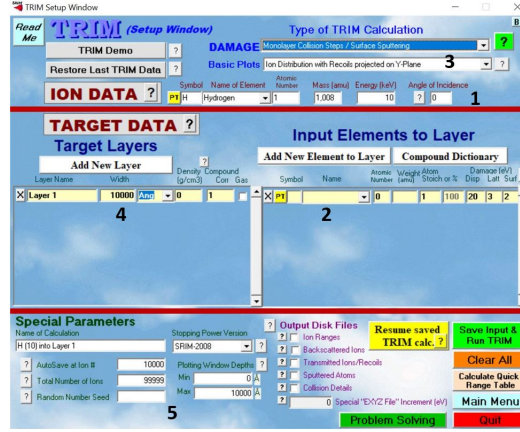 TRIM Setup Window
Read Me
TRIM (Setup Window)
Type of TRIM Calculation
B
TRIM Demo ?
DAMAGE Monolayer Collision Steps / Surface Sputtering ?
Restore Last TRIM Data ?
Basic Plots Ion Distribution with Recoils projected on Y-Plane ?
3
ION DATA ?
Symbol Name of Element Atomic Number Mass (amu) Energy (keV) Angle of Incidence
PT H Hydrogen 1 1,008 10 ? 0
1
TARGET DATA ?
Target Layers
Input Elements to Layer
Add New Layer
?
Add New Element to Layer Compound Dictionary
Layer Name Width Density (g/cm3) Compound Corr Gas
Symbol Name Atomic Number Weight (amu) Atom Stoich or % Damage (eV) Disp Latt Surf
X Layer 1 10000 Ang 0 1
X PT 0 1 100 20 3 2
4
2
Special Parameters
Name of Calculation
Stopping Power Version
H (10) into Layer 1
SRIM-2008 ?
? AutoSave at Ion # 10000
? Total Number of Ions 99999
? Random Number Seed
Plotting Window Depths ?
Min 0 Å
Max 10000 Å
5
? Output Disk Files
? Ion Ranges
? Backscattered Ions
? Transmitted Ions/Recoils
? Sputtered Atoms
? Collision Details
? 0 Special "EXYZ File" Increment (eV)
Resume saved TRIM calc. ?
Save Input & Run TRIM
Clear All
Calculate Quick Range Table
Main Menu
Problem Solving
Quit